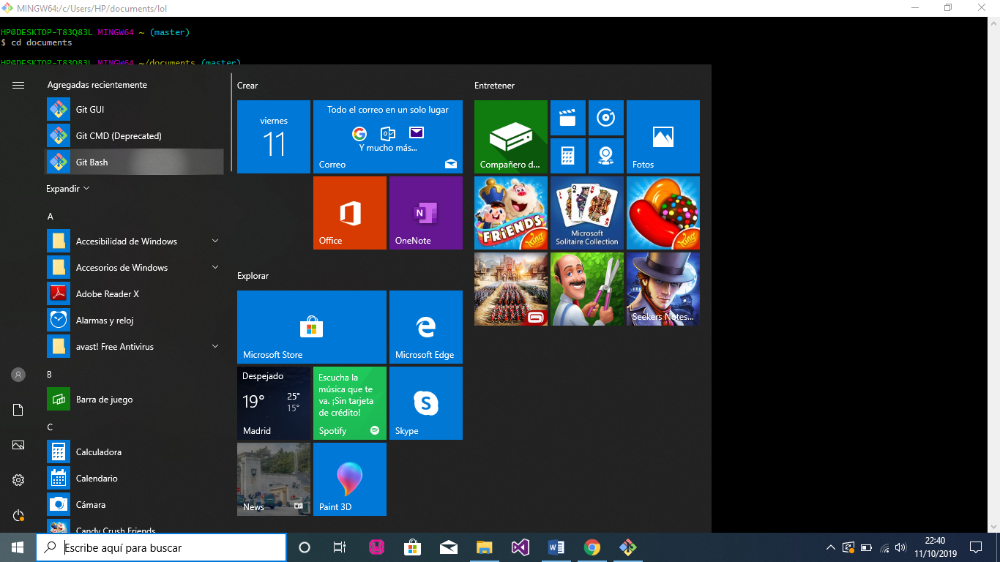 MINGW64:/c/Users/HP/documents/lol
HP@DESKTOP-T83Q83L MINGW64 ~ (master)
$ cd documents
HP@DESKTOP-T83Q83L MINGW64 ~/documents (master)
Agregadas recientemente
Git GUI
Git CMD (Deprecated)
Git Bash
Expandir
A
Accesibilidad de Windows
Accesorios de Windows
Adobe Reader X
Alarmas y reloj
avast! Free Antivirus
B
Barra de juego
C
Calculadora
Calendario
Cámara
Candy Crush Friends
Crear
viernes
11
Todo el correo en un solo lugar
Y mucho más...
Correo
Office
OneNote
Explorar
Microsoft Store
Microsoft Edge
Despejado
19°
25°
15°
Madrid
Escucha la
música que te
va. ¡Sin tarjeta
de crédito!
Spotify
Skype
News
Paint 3D
Entretener
Compañero d...
Fotos
FRIENDS
King
Microsoft
Solitaire Collection
King
Seekers Notes...
Escribe aquí para buscar
22:40
11/10/2019